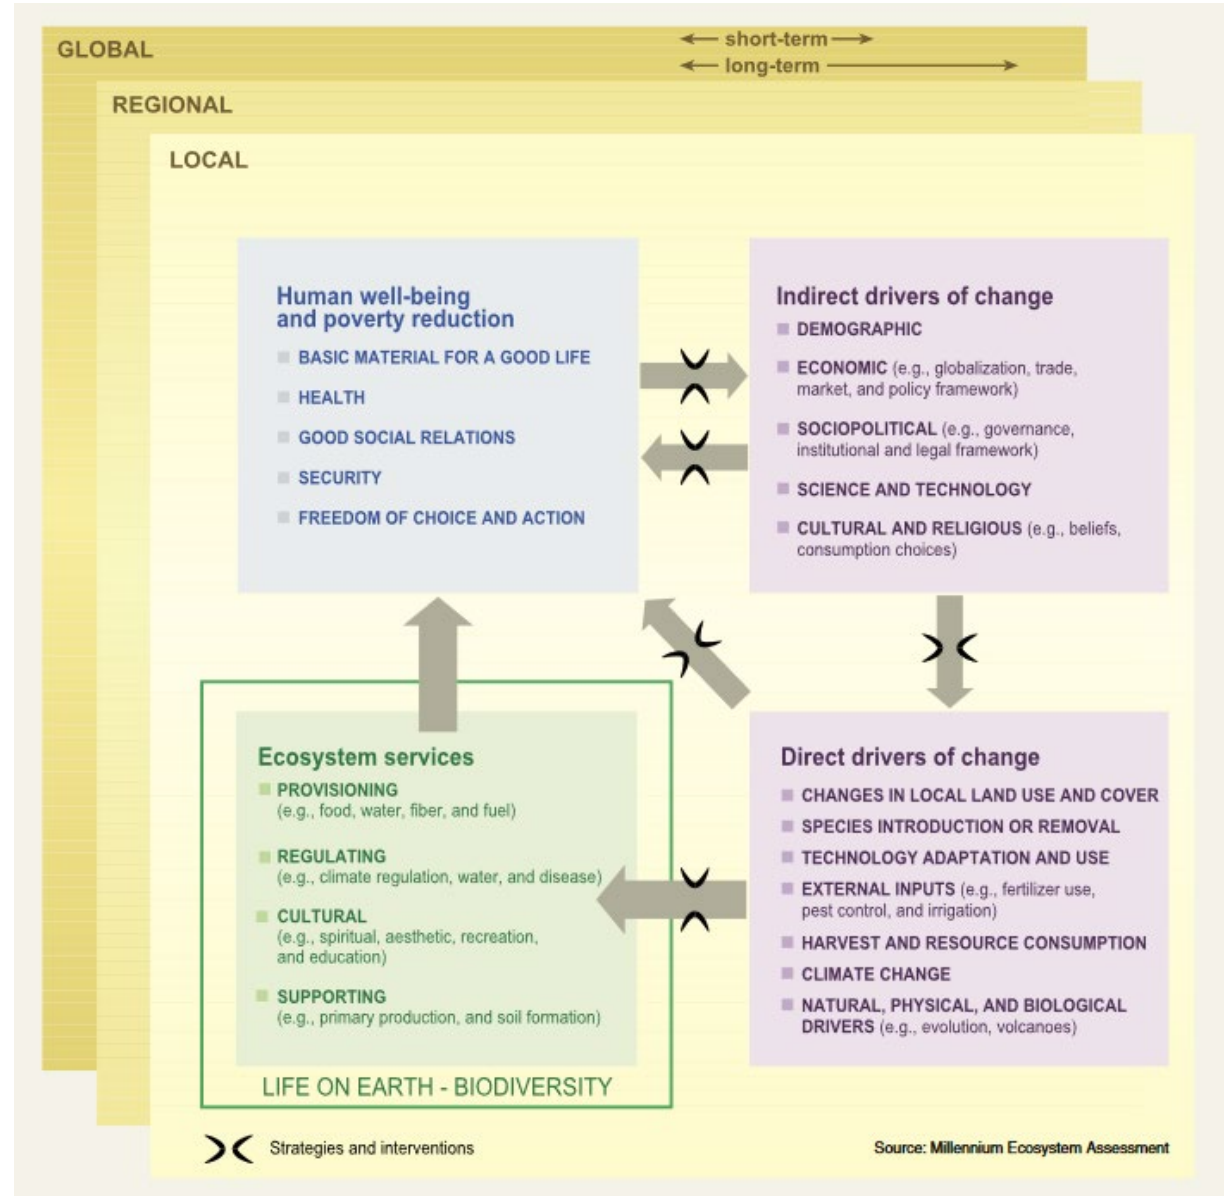 GLOBAL
short-term
long-term
REGIONAL
LOCAL
Human well-being
and poverty reduction
BASIC MATERIAL FOR A GOOD LIFE
HEALTH
GOOD SOCIAL RELATIONS
SECURITY
FREEDOM OF CHOICE AND ACTION
Indirect drivers of change
DEMOGRAPHIC
ECONOMIC (e.g., globalization, trade,
market, and policy framework)
SOCIOPOLITICAL (e.g., governance,
institutional and legal framework)
SCIENCE AND TECHNOLOGY
CULTURAL AND RELIGIOUS (e.g., beliefs,
consumption choices)
Ecosystem services
PROVISIONING
(e.g., food, water, fiber, and fuel)
REGULATING
(e.g., climate regulation, water, and disease)
CULTURAL
(e.g., spiritual, aesthetic, recreation,
and education)
SUPPORTING
(e.g., primary production, and soil formation)
LIFE ON EARTH - BIODIVERSITY
Direct drivers of change
CHANGES IN LOCAL LAND USE AND COVER
SPECIES INTRODUCTION OR REMOVAL
TECHNOLOGY ADAPTATION AND USE
EXTERNAL INPUTS (e.g., fertilizer use,
pest control, and irrigation)
HARVEST AND RESOURCE CONSUMPTION
CLIMATE CHANGE
NATURAL, PHYSICAL, AND BIOLOGICAL
DRIVERS (e.g., evolution, volcanoes)
Strategies and interventions
Source: Millennium Ecosystem Assessment